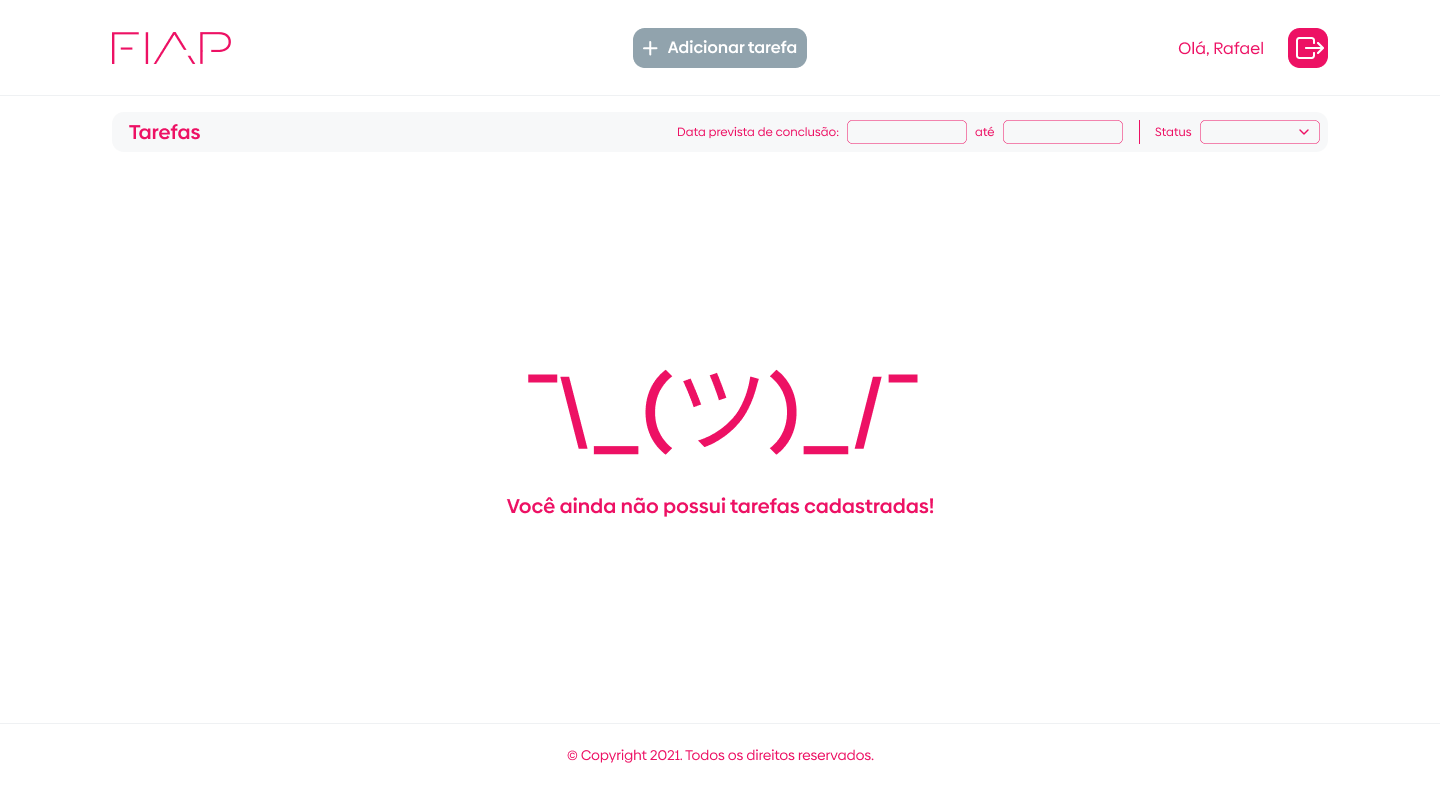 FIAP
+ Adicionar tarefa
Olá, Rafael
Tarefas
Data prevista de conclusão:
até
Status
¯\_(ツ)_/¯
Você ainda não possui tarefas cadastradas!
© Copyright 2021. Todos os direitos reservados.